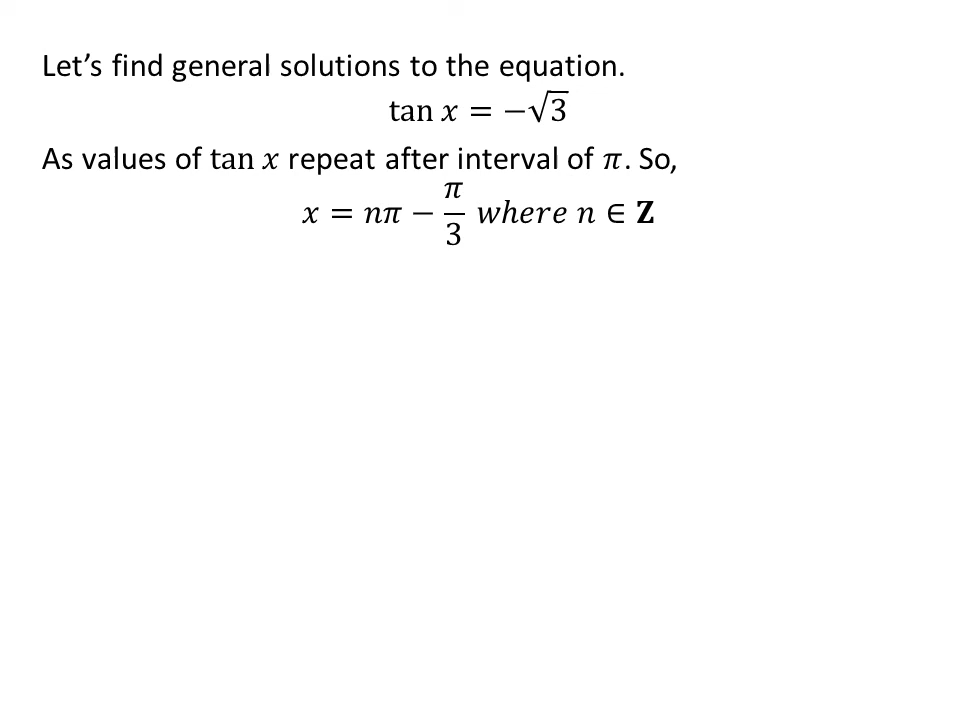 Let’s find general solutions to the equation.
tan 𝑥 = −√3
As values of tan 𝑥 repeat after interval of 𝜋. So,
𝑥 = 𝑛𝜋 − 𝜋/3 𝑤ℎ𝑒𝑟𝑒 𝑛 ∈ 𝐙